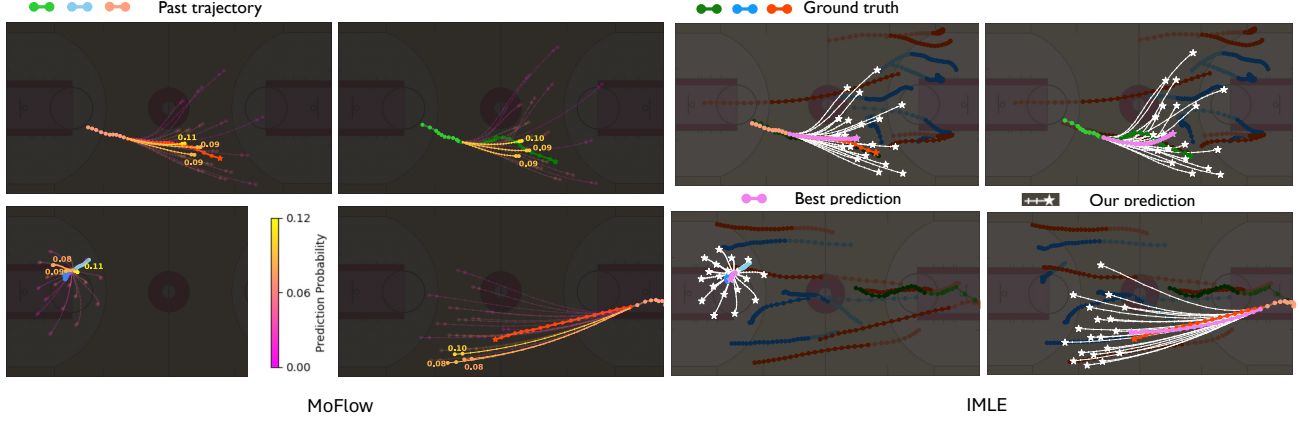 Past trajectory
Ground truth
0.11
0.09
0.09
0.10
0.09
0.09
Best prediction
Our prediction
0.08
0.09
0.11
0.12
0.06
0.00
Prediction Probability
0.10
0.08
0.08
MoFlow
IMLE